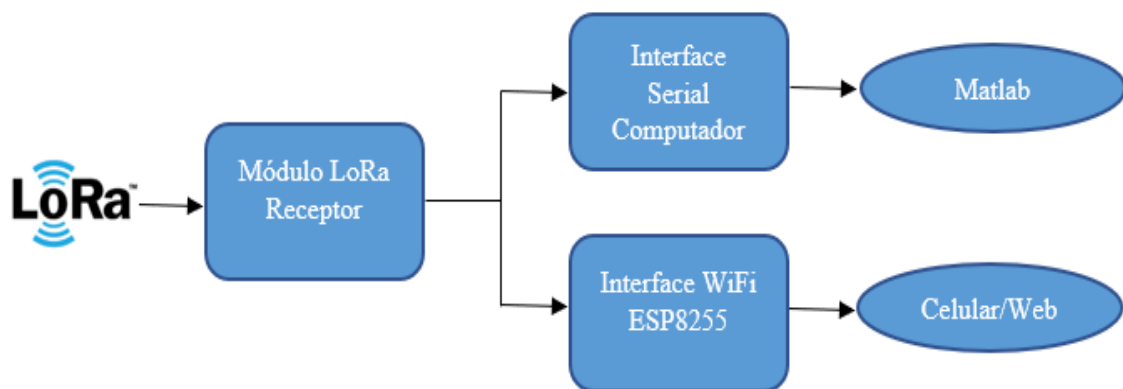 LoRa™
Módulo LoRa
Receptor
Interface
Serial
Computador
Matlab
Interface WiFi
ESP8255
Celular/Web